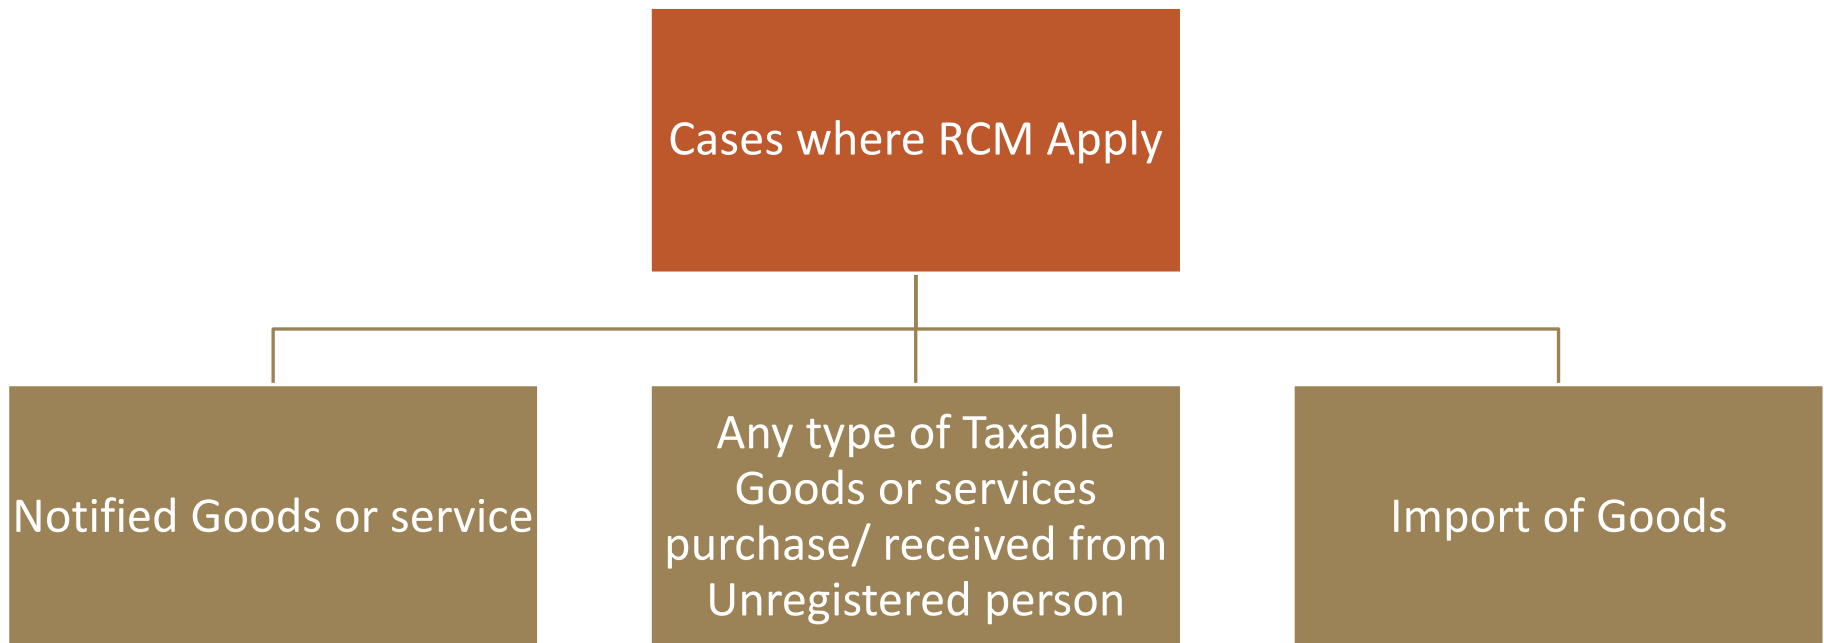 Cases where RCM Apply
Notified Goods or service
Any type of Taxable
Goods or services
purchase/ received from
Unregistered person
Import of Goods